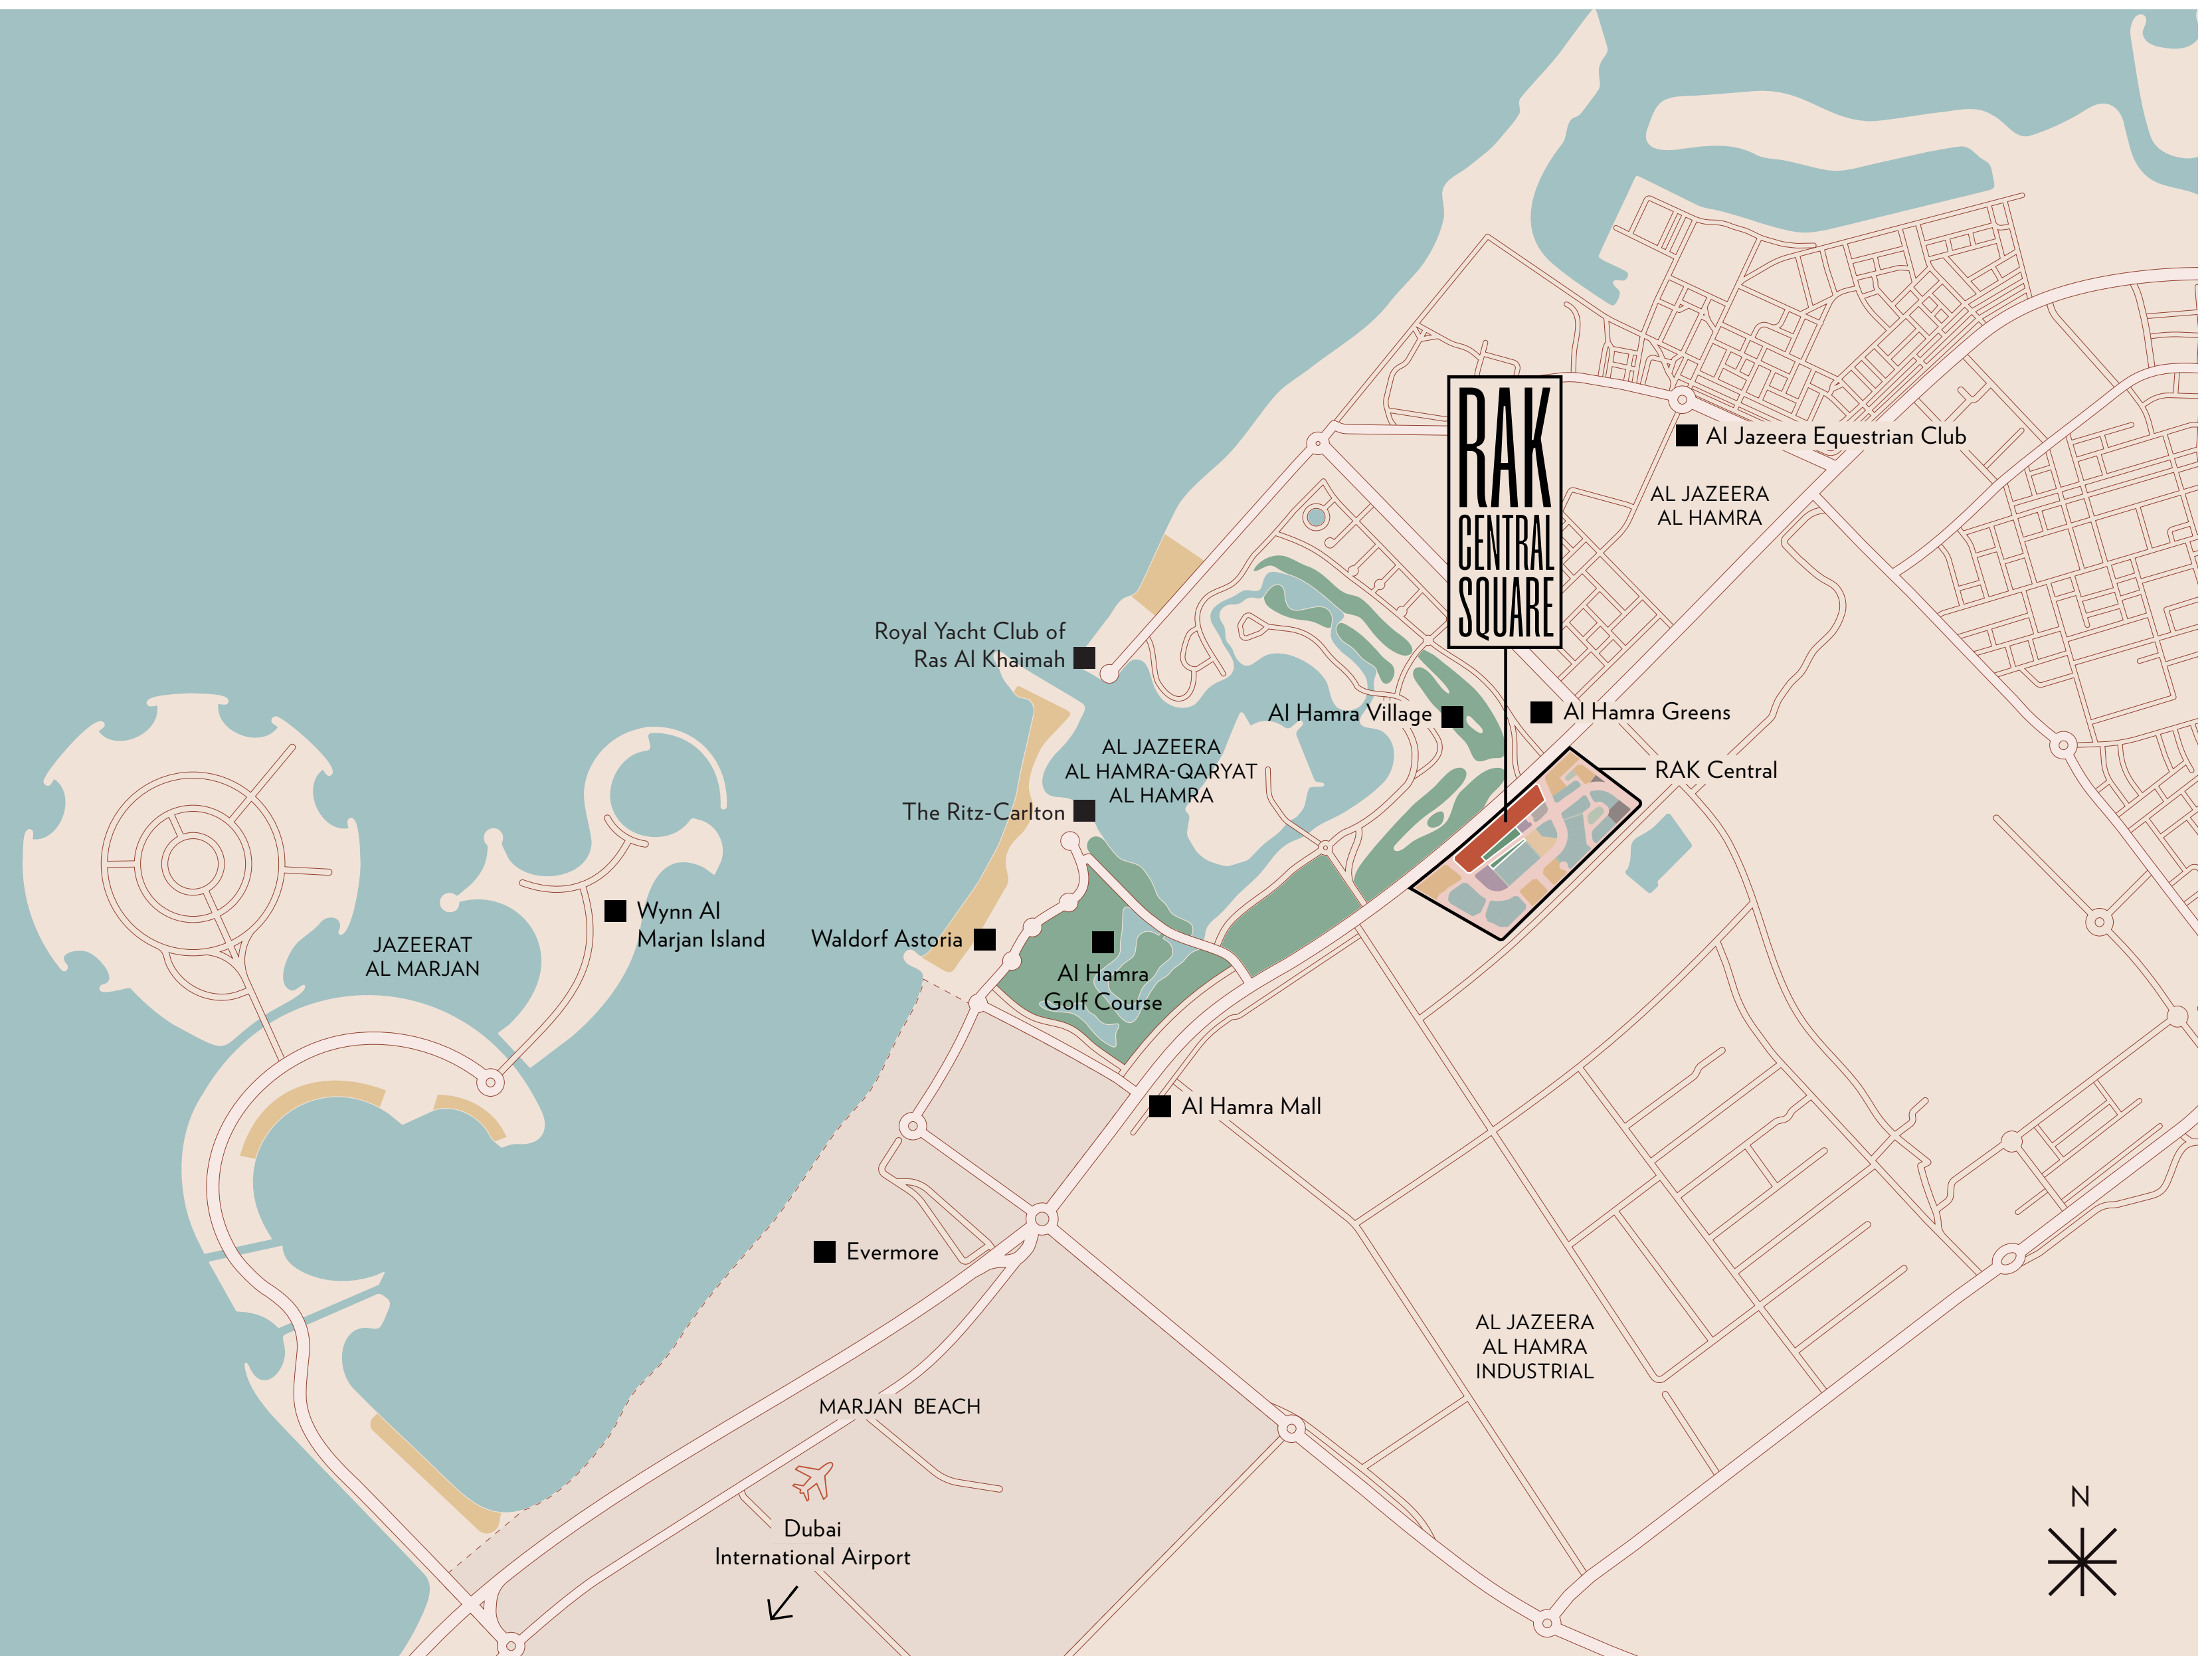 RAK
CENTRAL
SQUARE
Al Jazeera Equestrian Club
AL JAZEERA
AL HAMRA
Royal Yacht Club of
Ras Al Khaimah
Al Hamra Village
Al Hamra Greens
AL JAZEERA
AL HAMRA-QARYAT
AL HAMRA
RAK Central
The Ritz-Carlton
Wynn Al
Marjan Island
Waldorf Astoria
JAZEERAT
AL MARJAN
Al Hamra
Golf Course
Al Hamra Mall
Evermore
AL JAZEERA
AL HAMRA
INDUSTRIAL
MARJAN BEACH
Dubai
International Airport
N